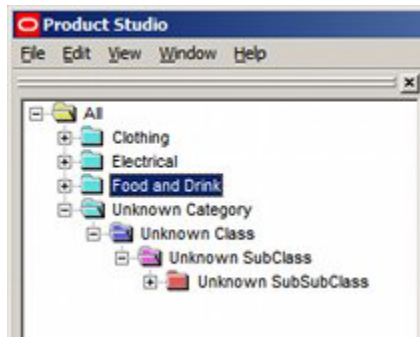 Product Studio
File Edit View Window Help
All
Clothing
Electrical
Food and Drink
Unknown Category
Unknown Class
Unknown SubClass
Unknown SubSubClass